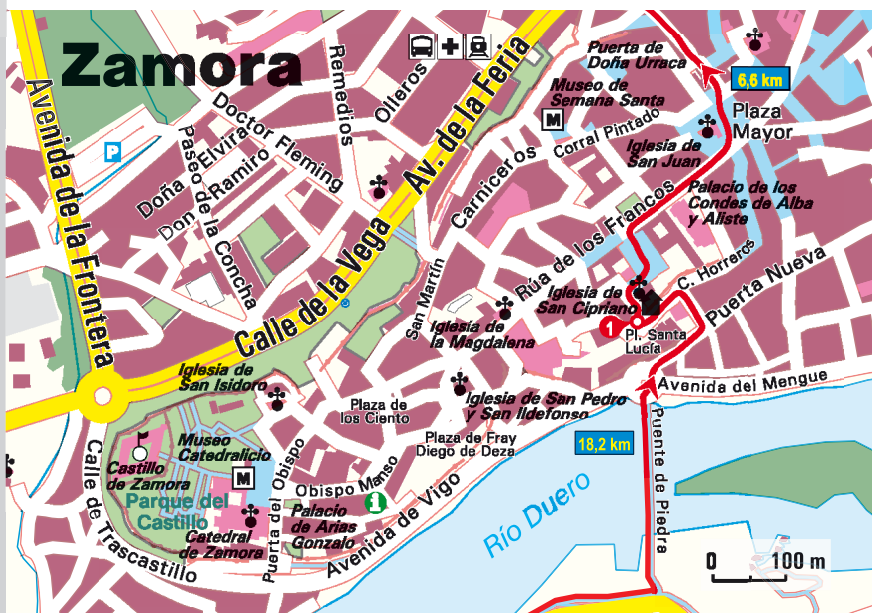 Zamora
Avenida de la Frontera
P
Remedios
Olleros
Doctor Fleming
Doña Elvira
Don Ramiro
Paseo de la Concha
Av. de la Feria
Calle de la Vega
Puerta de
Doña Urraca
6,6 km
Museo de
Semana Santa
M
Corral Pintado
Plaza
Mayor
Iglesia de
San Juan
Carniceros
Palacio de los
Condes de Alba
y Aliste
Rúa de los Francos
C. Horreros
Puerta Nueva
San Martín
Iglesia de
San Cipriano
1
Pl. Santa
Lucía
Iglesia de
la Magdalena
Iglesia de
San Isidoro
Avenida del Mengue
Plaza de
los Ciento
Iglesia de San Pedro
y San Ildefonso
Plaza de Fray
Diego de Deza
18,2 km
Puente de Piedra
Museo
Catedralicio
M
Castillo
de Zamora
Parque del
Castillo
Calle de Trascastillo
Catedral
de Zamora
Puerta del Obispo
Obispo Manso
i
Palacio
de Arias
Gonzalo
Avenida de Vigo
Río Duero
0 100 m